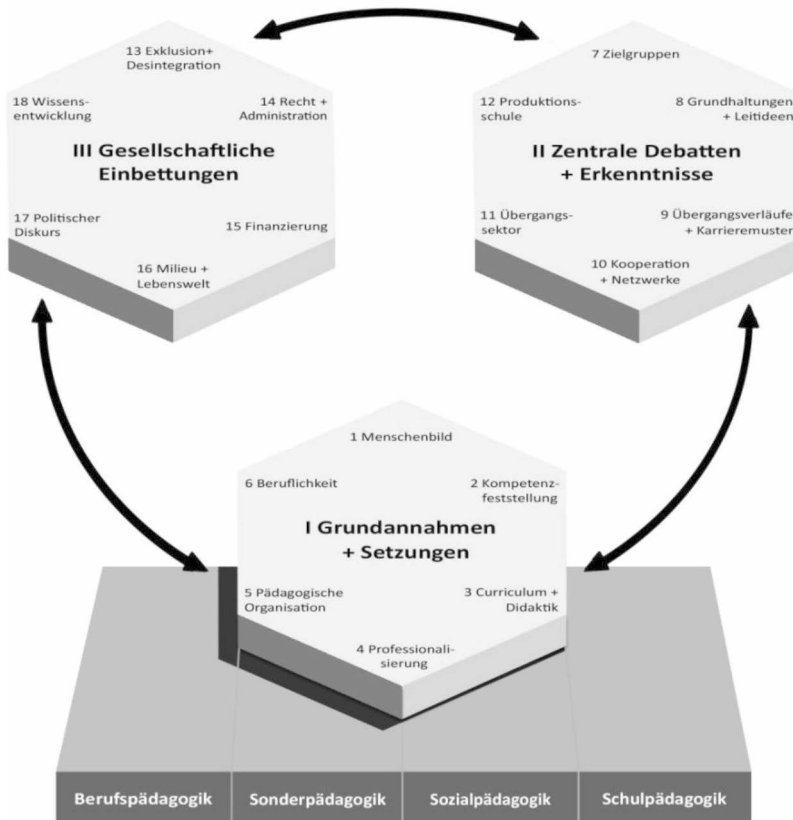 13 Exklusion+
Desintegration
18 Wissens-
entwicklung
14 Recht +
Administration
III Gesellschaftliche
Einbettungen
17 Politischer
Diskurs
15 Finanzierung
16 Milieu +
Lebenswelt
7 Zielgruppen
12 Produktions-
schule
8 Grundhaltungen
+ Leitideen
II Zentrale Debatten
+ Erkenntnisse
11 Übergangs-
sektor
9 Übergangsverläufe
+ Karrieremuster
10 Kooperation
+ Netzwerke
1 Menschenbild
6 Beruflichkeit
2 Kompetenz-
feststellung
I Grundannahmen
+ Setzungen
5 Pädagogische
Organisation
3 Curriculum +
Didaktik
4 Professionali-
sierung
Berufspädagogik
Sonderpädagogik
Sozialpädagogik
Schulpädagogik